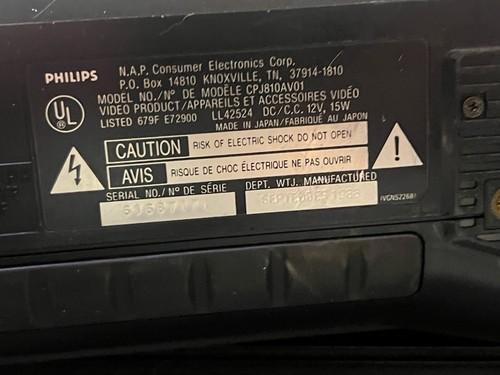 PHILIPS
N.A.P. Consumer Electronics Corp.
P.O. Box 14810 KNOXVILLE, TN, 37914-1810
MODEL NO./Nº DE MODÈLE CPJ810AV01
VIDEO PRODUCT/APPAREILS ET ACCESSOIRES VIDÉO
LISTED 679F E72900 LL42524 DC/C.C. 12V, 15W
MADE IN JAPAN/FABRIQUÉ AU JAPON
UL
CAUTION RISK OF ELECTRIC SHOCK DO NOT OPEN
AVIS RISQUE DE CHOC ÉLECTRIQUE NE PAS OUVRIR
SERIAL NO./Nº DE SÉRIE DEPT. WTJ. MANUFACTURED